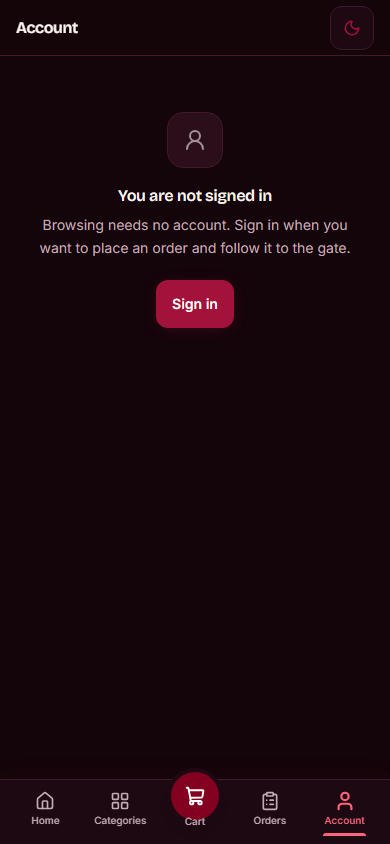 Account
You are not signed in
Browsing needs no account. Sign in when you
want to place an order and follow it to the gate.
Sign in
Home
Categories
Cart
Orders
Account